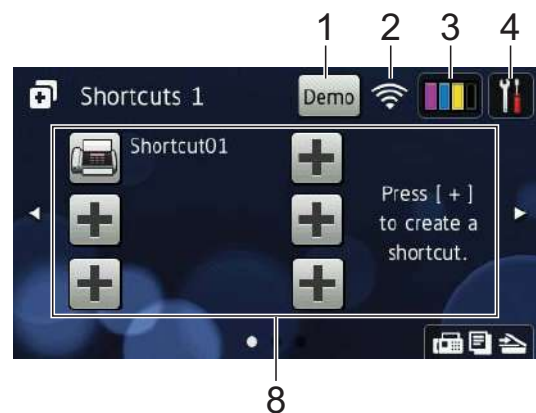 1 2 3 4
Shortcuts 1 Demo
Shortcut01
Press [ + ]
to create a
shortcut.
8